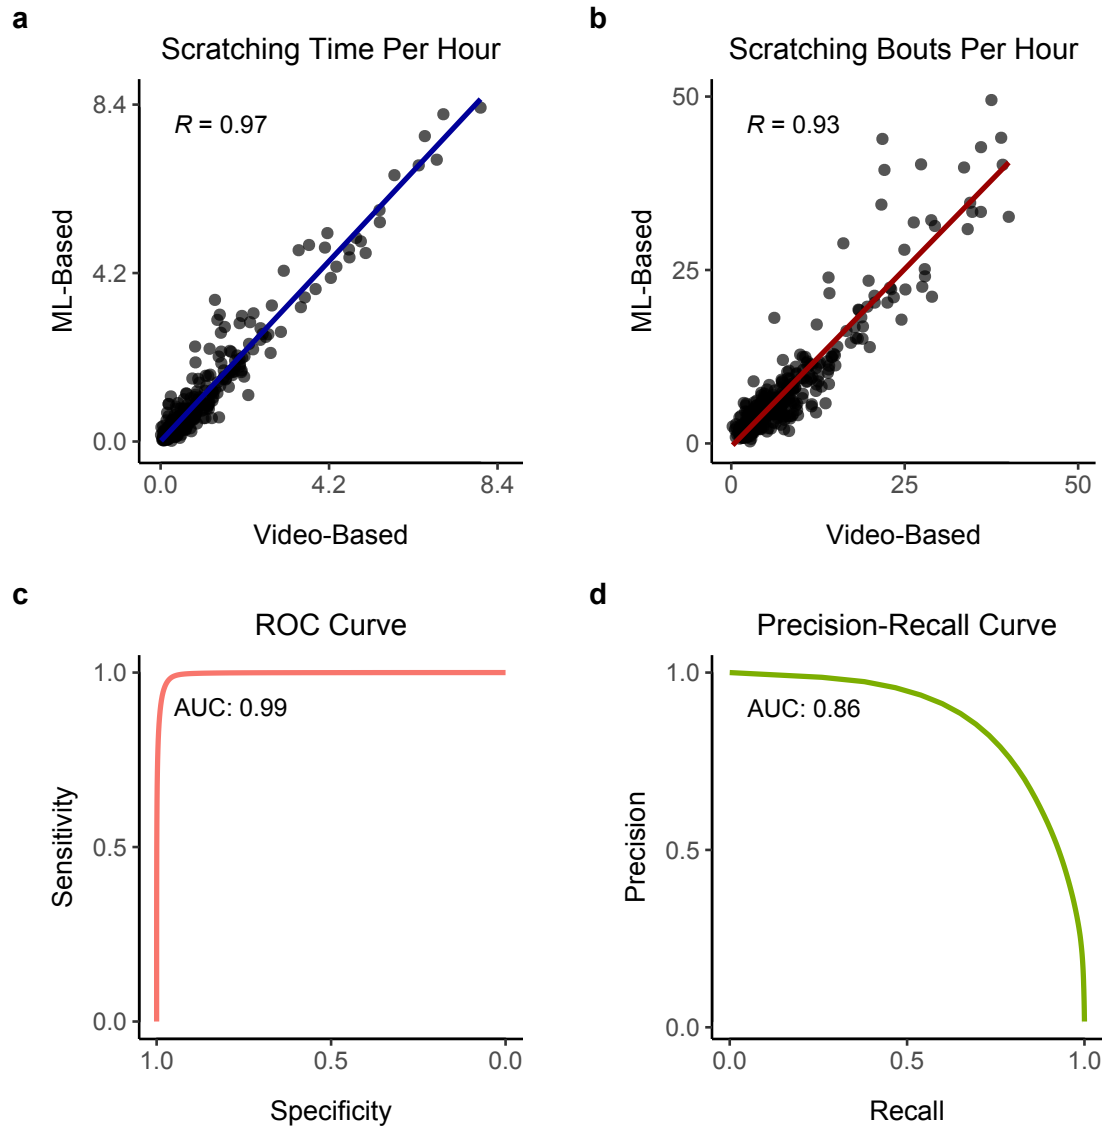 a
Scratching Time Per Hour
R = 0.97
ML-Based
8.4
4.2
0.0
0.0 4.2 8.4
Video-Based
b
Scratching Bouts Per Hour
R = 0.93
ML-Based
50
25
0
0 25 50
Video-Based
c
ROC Curve
AUC: 0.99
Sensitivity
1.0
0.5
0.0
1.0 0.5 0.0
Specificity
d
Precision-Recall Curve
AUC: 0.86
Precision
1.0
0.5
0.0
0.0 0.5 1.0
Recall